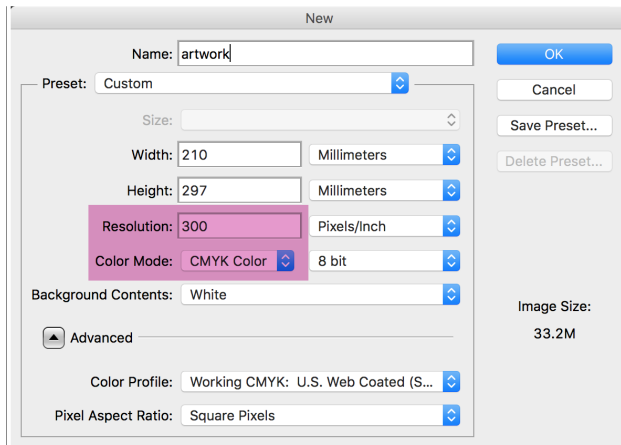 New
Name: artwork
OK
Preset: Custom
Cancel
Size:
Save Preset...
Width: 210 Millimeters
Delete Preset...
Height: 297 Millimeters
Resolution: 300 Pixels/Inch
Color Mode: CMYK Color 8 bit
Background Contents: White
Image Size:
33.2M
Advanced
Color Profile: Working CMYK: U.S. Web Coated (S...
Pixel Aspect Ratio: Square Pixels